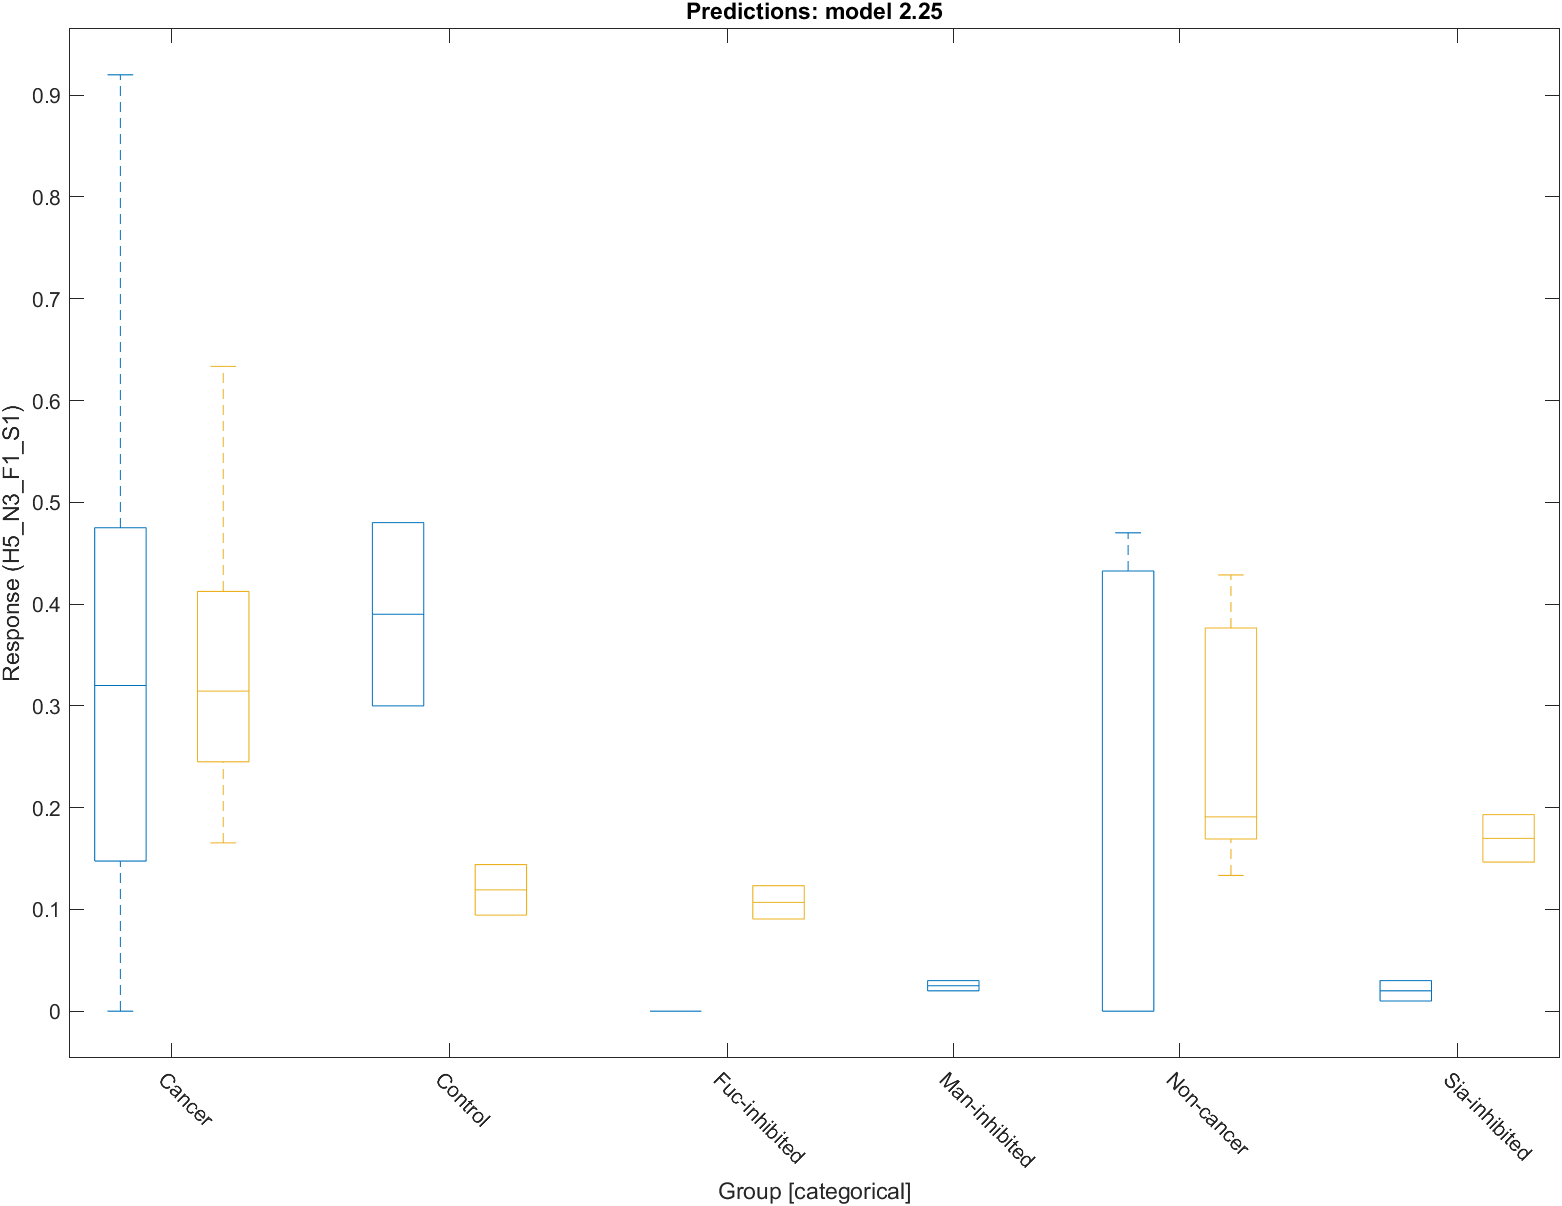 Predictions: model 2.25
Response (H5_N3_F1_S1)
0.9
0.8
0.7
0.6
0.5
0.4
0.3
0.2
0.1
0
Cancer
Control
Fuc-inhibited
Man-inhibited
Non-cancer
Sia-inhibited
Group [categorical]